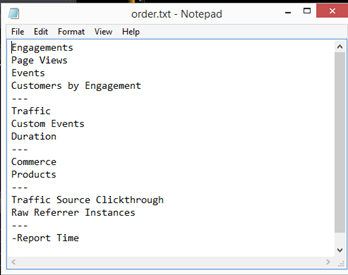 order.txt - Notepad
File Edit Format View Help
Engagements
Page Views
Events
Customers by Engagement
---
Traffic
Custom Events
Duration
---
Commerce
Products
---
Traffic Source Clickthrough
Raw Referrer Instances
---
-Report Time